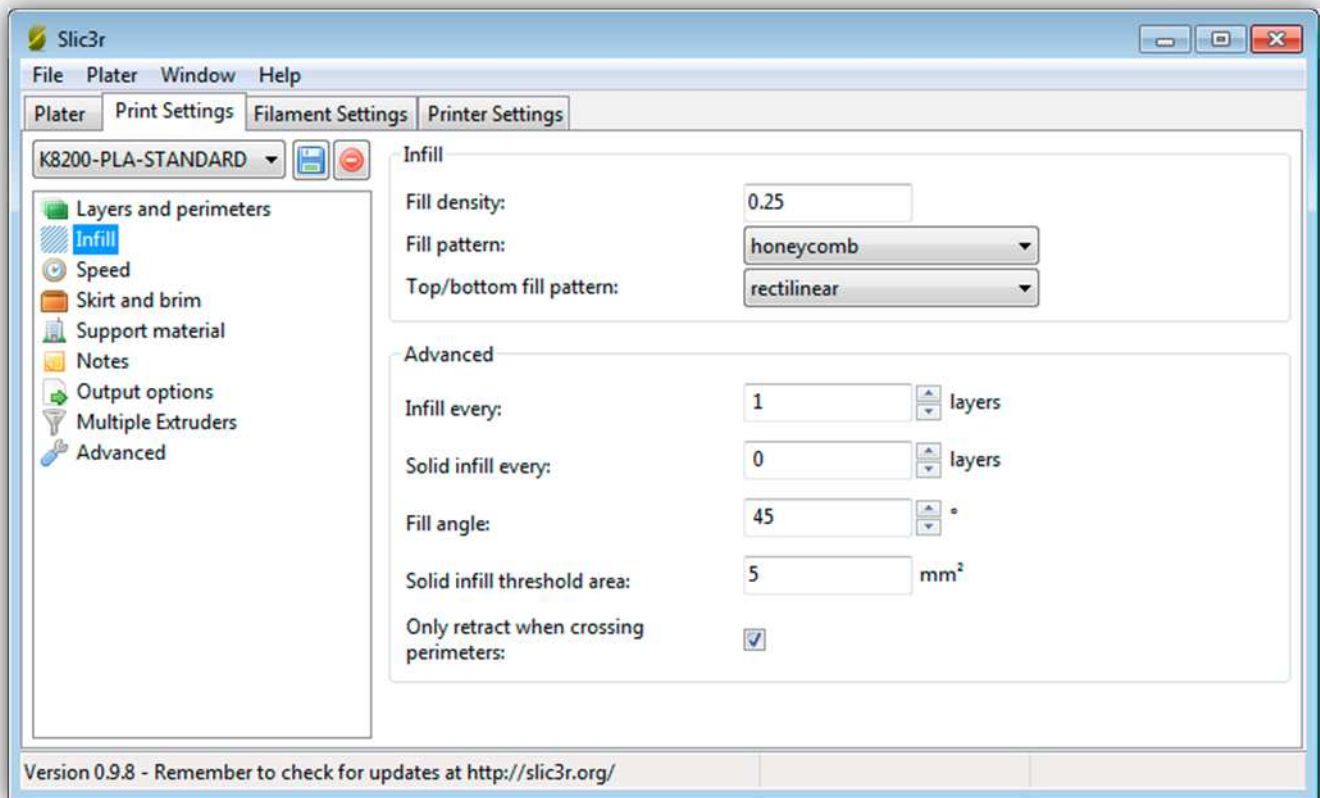 Slic3r
File Plater Window Help
Plater Print Settings Filament Settings Printer Settings
K8200-PLA-STANDARD
Layers and perimeters
Infill
Speed
Skirt and brim
Support material
Notes
Output options
Multiple Extruders
Advanced
Infill
Fill density: 0.25
Fill pattern: honeycomb
Top/bottom fill pattern: rectilinear
Advanced
Infill every: 1 layers
Solid infill every: 0 layers
Fill angle: 45 °
Solid infill threshold area: 5 mm²
Only retract when crossing
perimeters:
Version 0.9.8 - Remember to check for updates at http://slic3r.org/